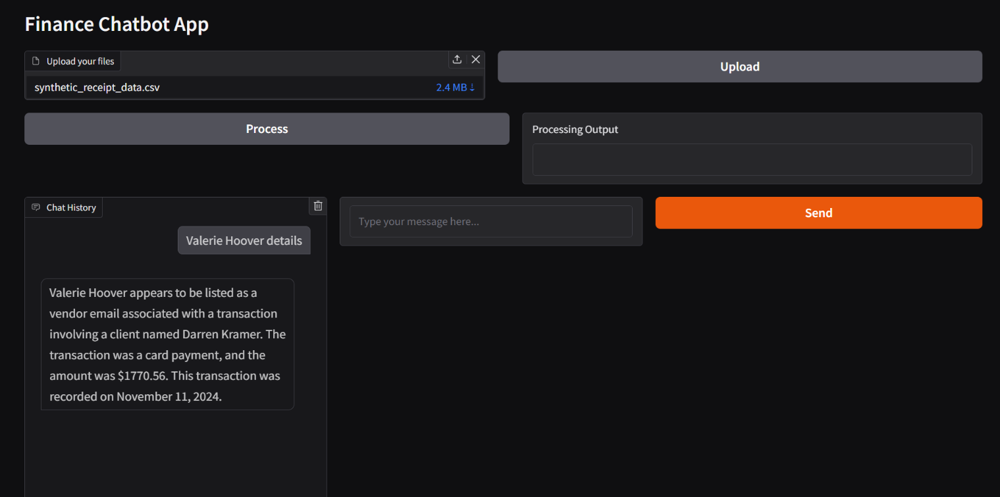 Finance Chatbot App
Upload your files
synthetic_receipt_data.csv
2.4 MB ⇣
Upload
Process
Processing Output
Chat History
Valerie Hoover details
Valerie Hoover appears to be listed as a
vendor email associated with a transaction
involving a client named Darren Kramer. The
transaction was a card payment, and the
amount was $1770.56. This transaction was
recorded on November 11, 2024.
Type your message here...
Send